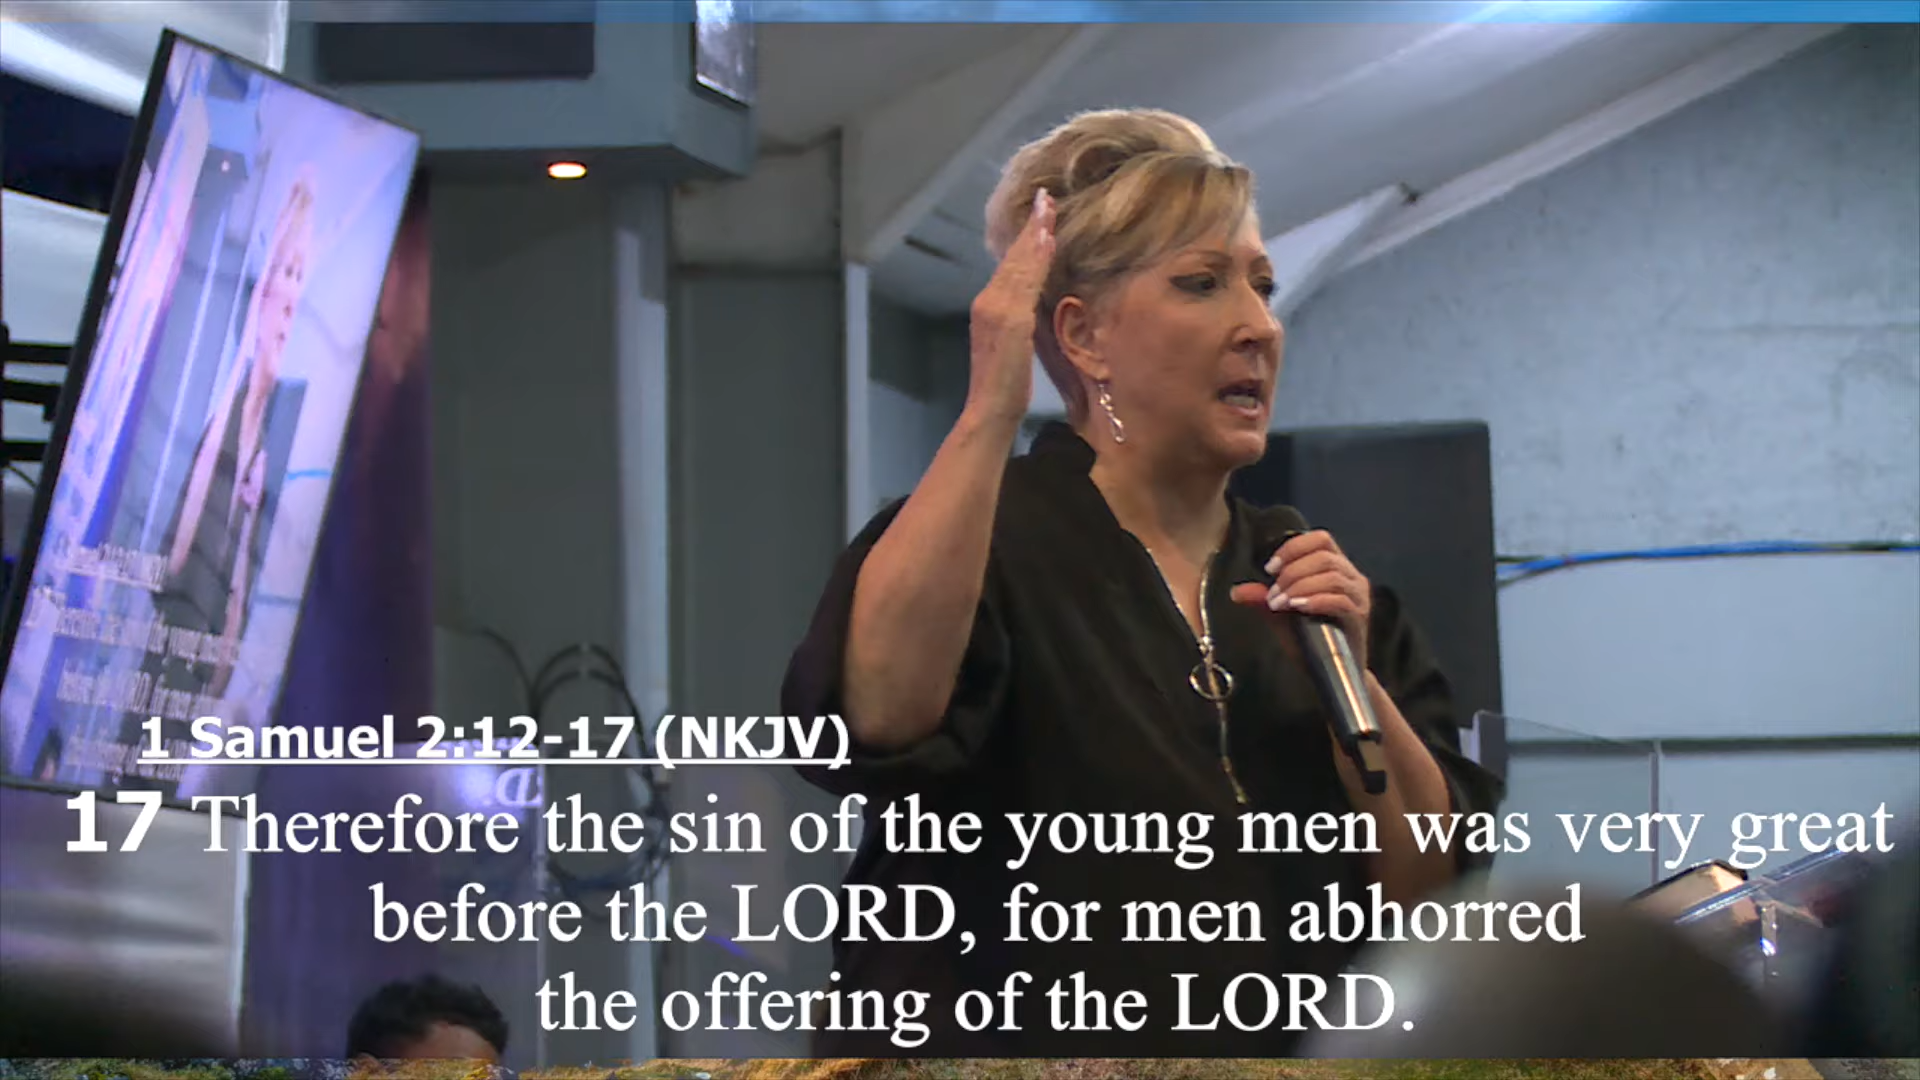 1 Samuel 2:12-17 (NKJV)
17 Therefore the sin of the young men was very great
before the LORD, for men abhorred
the offering of the LORD.